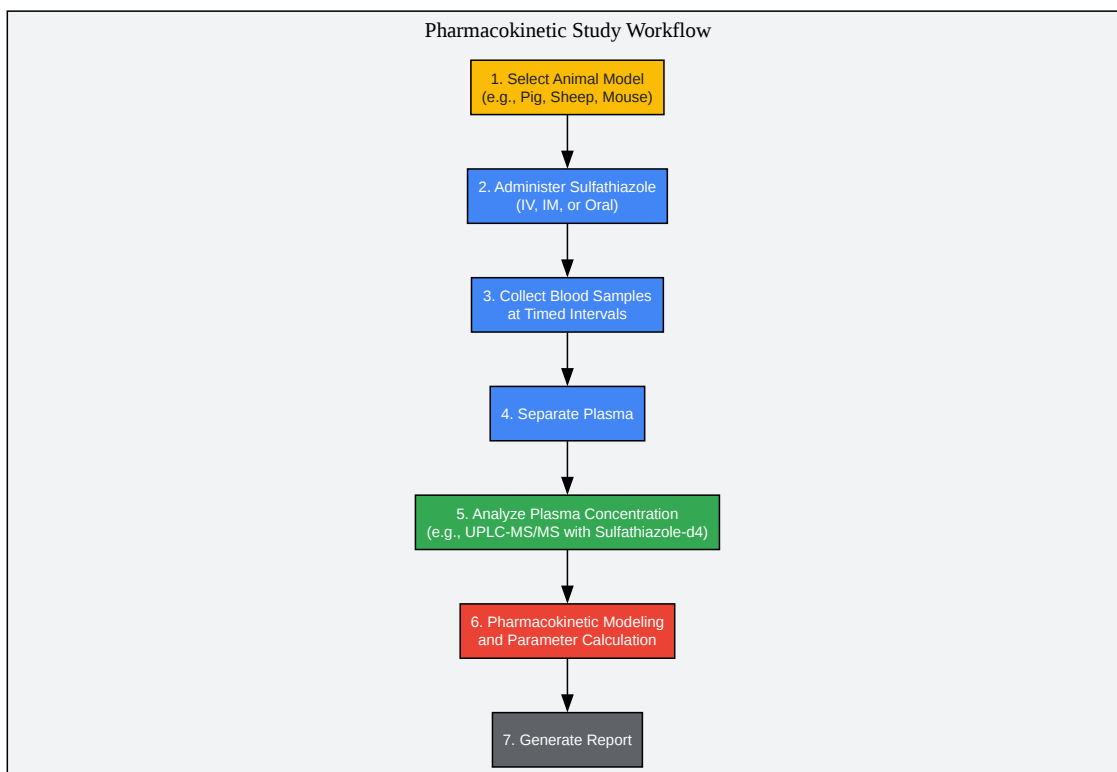 Pharmacokinetic Study Workflow
1. Select Animal Model
(e.g., Pig, Sheep, Mouse)
2. Administer Sulfathiazole
(IV, IM, or Oral)
3. Collect Blood Samples
at Timed Intervals
4. Separate Plasma
5. Analyze Plasma Concentration
(e.g., UPLC-MS/MS with Sulfathiazole-d4)
6. Pharmacokinetic Modeling
and Parameter Calculation
7. Generate Report